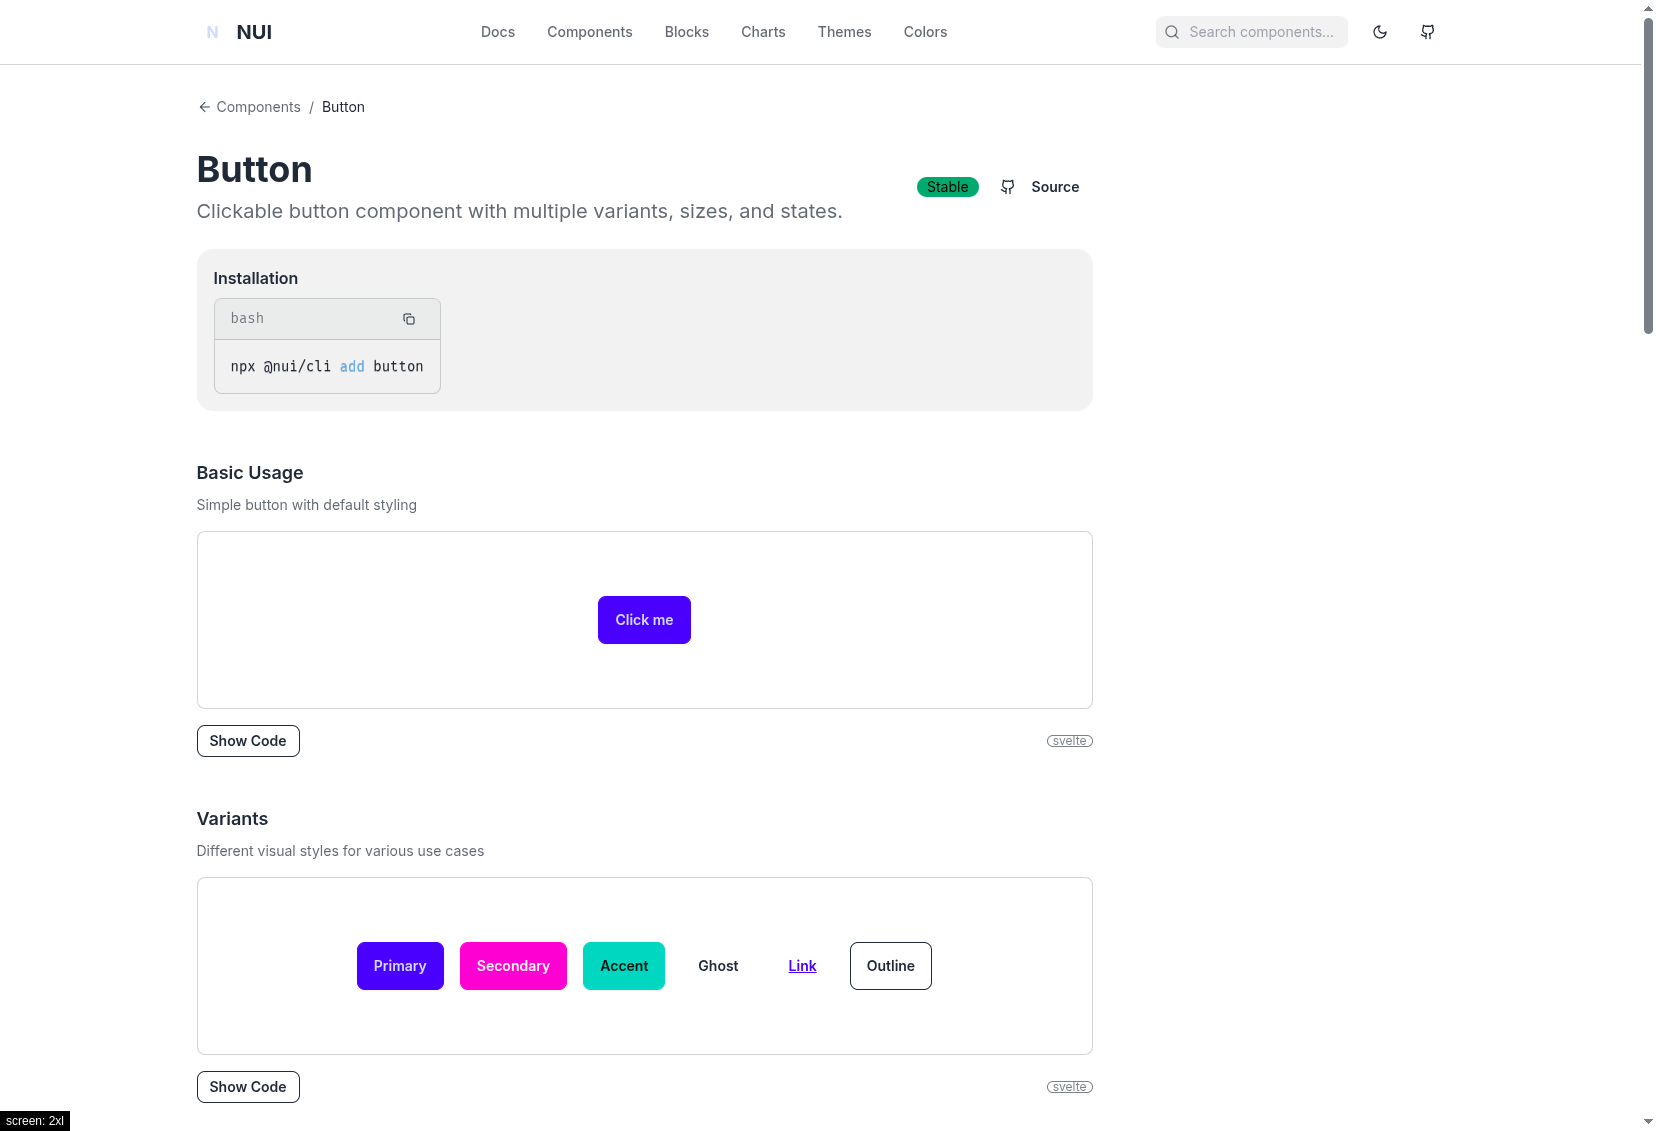 N NUI Docs Components Blocks Charts Themes Colors Search components...
Components / Button
Button
Clickable button component with multiple variants, sizes, and states.
Stable Source
Installation
bash
npx @nui/cli add button
Basic Usage
Simple button with default styling
Click me
Show Code svelte
Variants
Different visual styles for various use cases
Primary Secondary Accent Ghost Link Outline
Show Code svelte
screen: 2xl